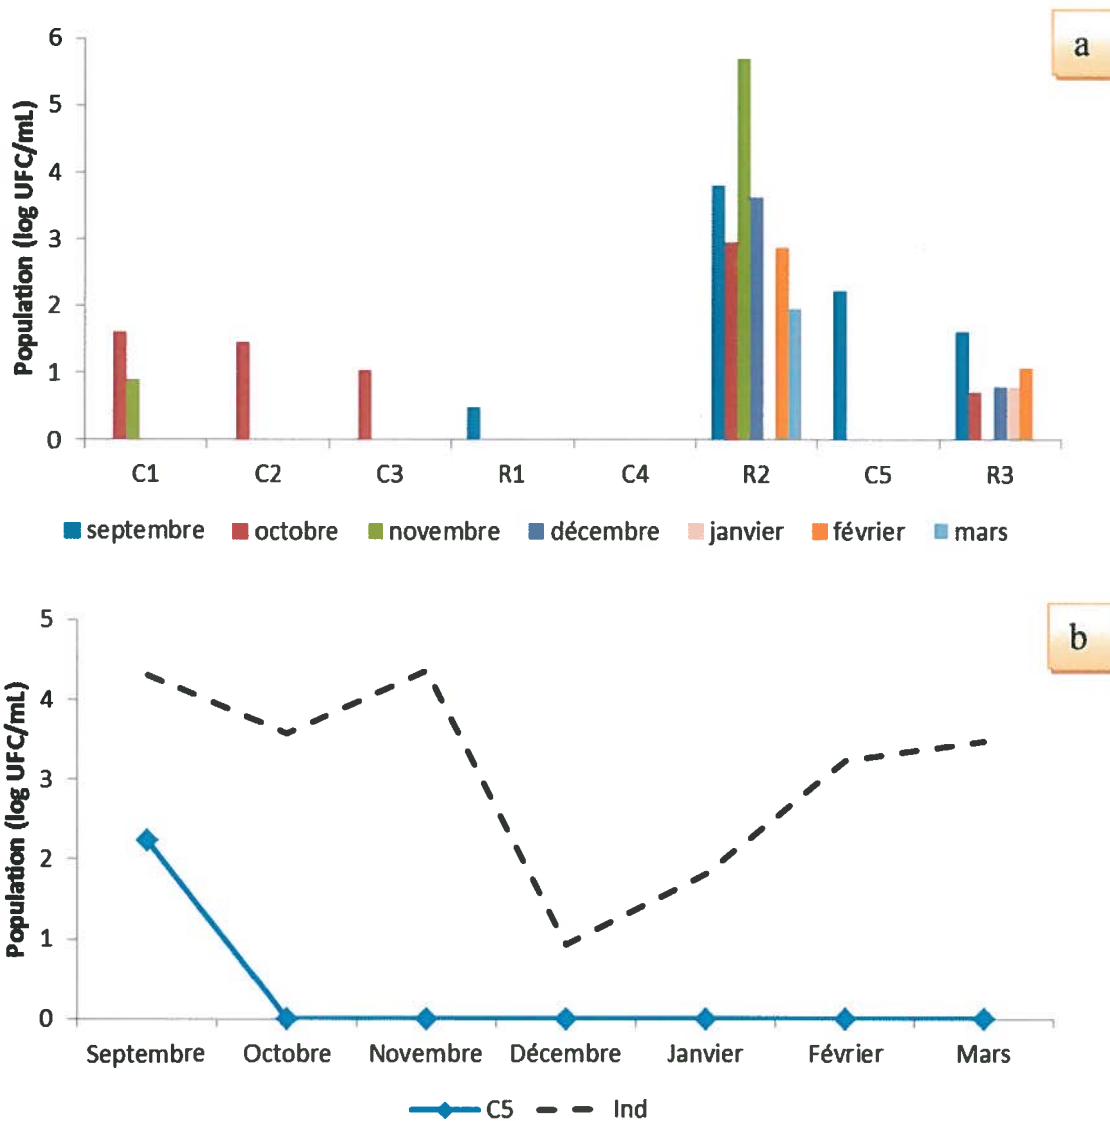 a
Population (log UFC/mL)
6
5
4
3
2
1
0
C1 C2 C3 R1 C4 R2 C5 R3
septembre octobre novembre décembre janvier février mars
b
Population (log UFC/mL)
5
4
3
2
1
0
Septembre Octobre Novembre Décembre Janvier Février Mars
C5 Ind